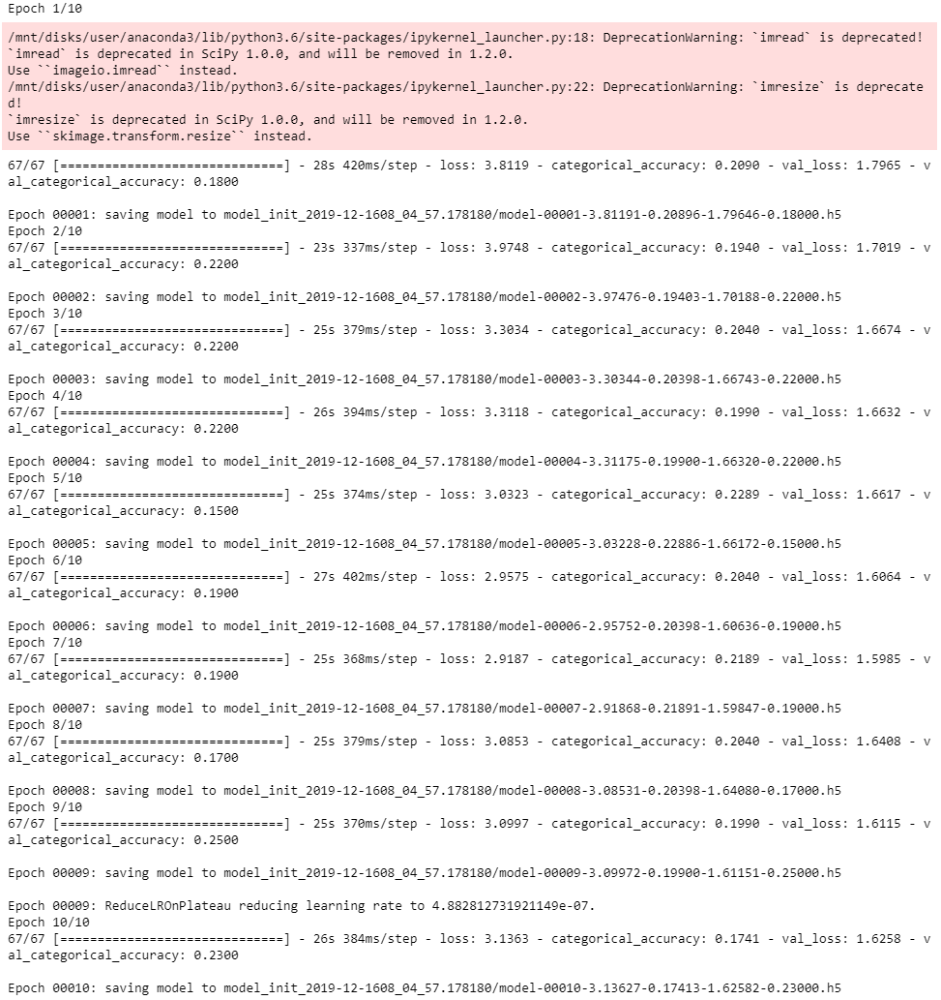 Epoch 1/10
/mnt/disks/user/anaconda3/lib/python3.6/site-packages/ipykernel_launcher.py:18: DeprecationWarning: `imread` is deprecated!
`imread` is deprecated in SciPy 1.0.0, and will be removed in 1.2.0.
Use ``imageio.imread`` instead.
/mnt/disks/user/anaconda3/lib/python3.6/site-packages/ipykernel_launcher.py:22: DeprecationWarning: `imresize` is deprecate
d!
`imresize` is deprecated in SciPy 1.0.0, and will be removed in 1.2.0.
Use ``skimage.transform.resize`` instead.
67/67 [==============================] - 28s 420ms/step - loss: 3.8119 - categorical_accuracy: 0.2090 - val_loss: 1.7965 - v
al_categorical_accuracy: 0.1800
Epoch 00001: saving model to model_init_2019-12-1608_04_57.178180/model-00001-3.81191-0.20896-1.79646-0.18000.h5
Epoch 2/10
67/67 [==============================] - 23s 337ms/step - loss: 3.9748 - categorical_accuracy: 0.1940 - val_loss: 1.7019 - v
al_categorical_accuracy: 0.2200
Epoch 00002: saving model to model_init_2019-12-1608_04_57.178180/model-00002-3.97476-0.19403-1.70188-0.22000.h5
Epoch 3/10
67/67 [==============================] - 25s 379ms/step - loss: 3.3034 - categorical_accuracy: 0.2040 - val_loss: 1.6674 - v
al_categorical_accuracy: 0.2200
Epoch 00003: saving model to model_init_2019-12-1608_04_57.178180/model-00003-3.30344-0.20398-1.66743-0.22000.h5
Epoch 4/10
67/67 [==============================] - 26s 394ms/step - loss: 3.3118 - categorical_accuracy: 0.1990 - val_loss: 1.6632 - v
al_categorical_accuracy: 0.2200
Epoch 00004: saving model to model_init_2019-12-1608_04_57.178180/model-00004-3.31175-0.19900-1.66320-0.22000.h5
Epoch 5/10
67/67 [==============================] - 25s 374ms/step - loss: 3.0323 - categorical_accuracy: 0.2289 - val_loss: 1.6617 - v
al_categorical_accuracy: 0.1500
Epoch 00005: saving model to model_init_2019-12-1608_04_57.178180/model-00005-3.03228-0.22886-1.66172-0.15000.h5
Epoch 6/10
67/67 [==============================] - 27s 402ms/step - loss: 2.9575 - categorical_accuracy: 0.2040 - val_loss: 1.6064 - v
al_categorical_accuracy: 0.1900
Epoch 00006: saving model to model_init_2019-12-1608_04_57.178180/model-00006-2.95752-0.20398-1.60636-0.19000.h5
Epoch 7/10
67/67 [==============================] - 25s 368ms/step - loss: 2.9187 - categorical_accuracy: 0.2189 - val_loss: 1.5985 - v
al_categorical_accuracy: 0.1900
Epoch 00007: saving model to model_init_2019-12-1608_04_57.178180/model-00007-2.91868-0.21891-1.59847-0.19000.h5
Epoch 8/10
67/67 [==============================] - 25s 379ms/step - loss: 3.0853 - categorical_accuracy: 0.2040 - val_loss: 1.6408 - v
al_categorical_accuracy: 0.1700
Epoch 00008: saving model to model_init_2019-12-1608_04_57.178180/model-00008-3.08531-0.20398-1.64080-0.17000.h5
Epoch 9/10
67/67 [==============================] - 25s 370ms/step - loss: 3.0997 - categorical_accuracy: 0.1990 - val_loss: 1.6115 - v
al_categorical_accuracy: 0.2500
Epoch 00009: saving model to model_init_2019-12-1608_04_57.178180/model-00009-3.09972-0.19900-1.61151-0.25000.h5
Epoch 00009: ReduceLROnPlateau reducing learning rate to 4.882812731921149e-07.
Epoch 10/10
67/67 [==============================] - 26s 384ms/step - loss: 3.1363 - categorical_accuracy: 0.1741 - val_loss: 1.6258 - v
al_categorical_accuracy: 0.2300
Epoch 00010: saving model to model_init_2019-12-1608_04_57.178180/model-00010-3.13627-0.17413-1.62582-0.23000.h5